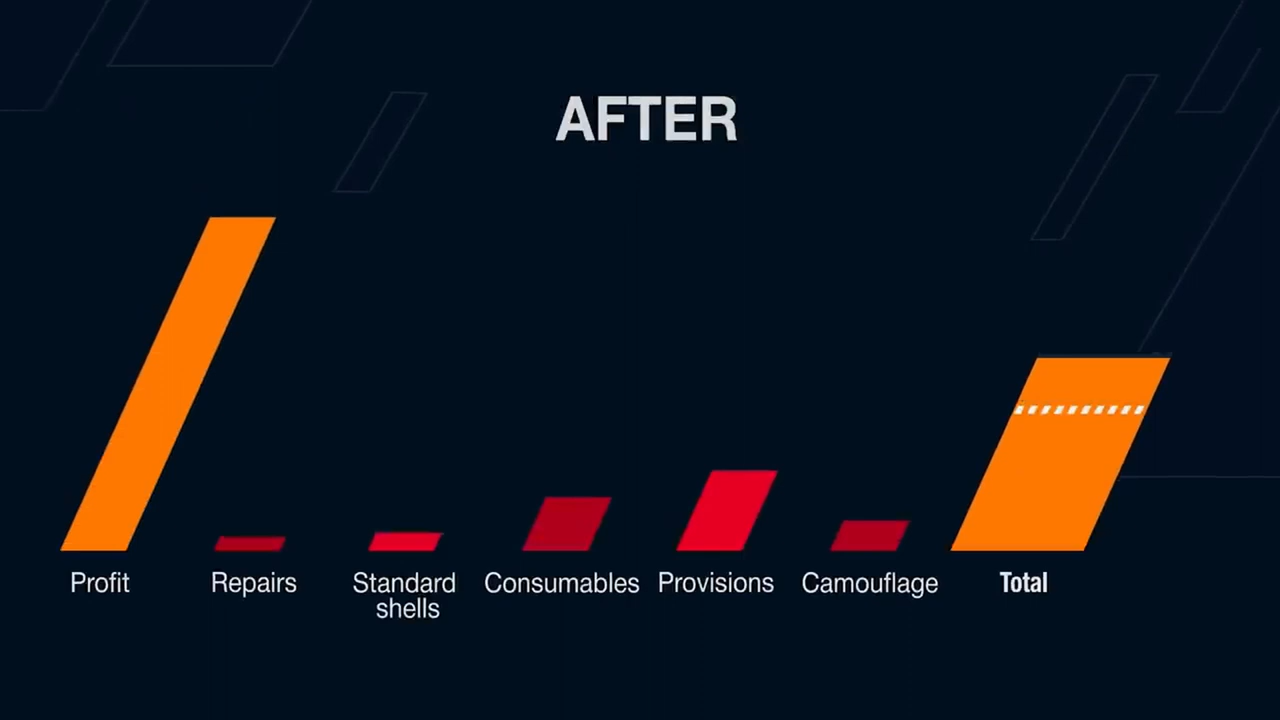 AFTER
Profit
Repairs
Standard
shells
Consumables
Provisions
Camouflage
Total